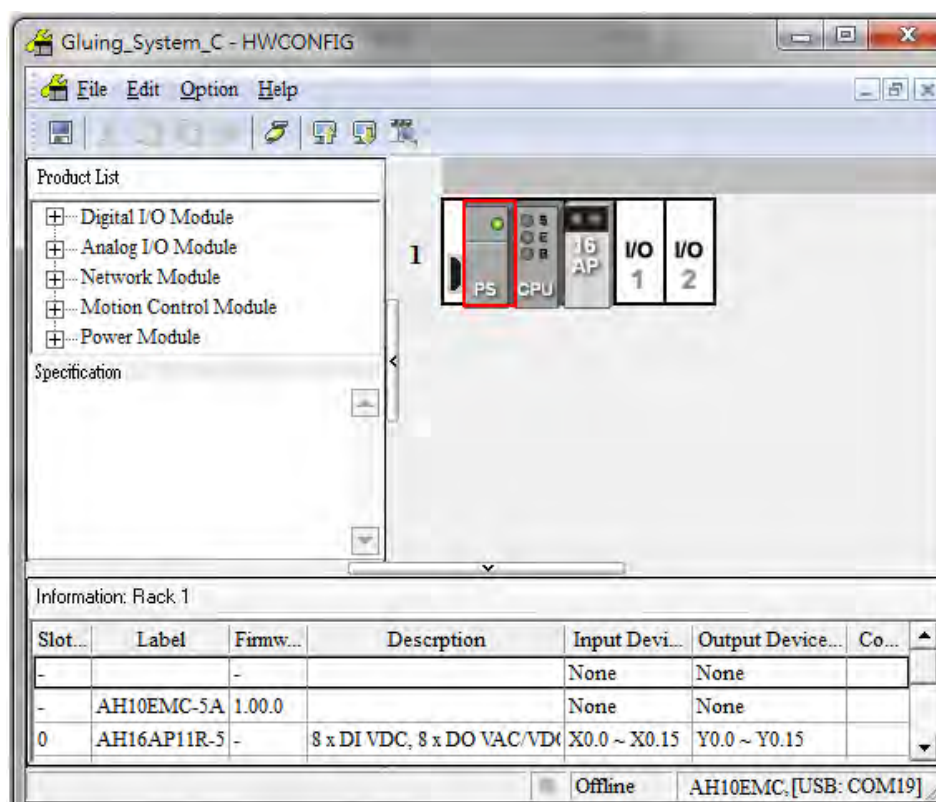 Gluing_System_C - HWCONFIG
File Edit Option Help
Product List
Digital I/O Module
Analog I/O Module
Network Module
Motion Control Module
Power Module
Specification
1
PS
S
E
B
CPU
16
AP
I/O
1
I/O
2
Information: Rack 1
Slot... Label Firmw... Descrption Input Devi... Output Device... Co...
- - None None
- AH10EMC-5A 1.00.0 None None
0 AH16AP11R-5 - 8 x DI VDC, 8 x DO VAC/VD X0.0 ~ X0.15 Y0.0 ~ Y0.15
Offline AH10EMC,[USB: COM19]